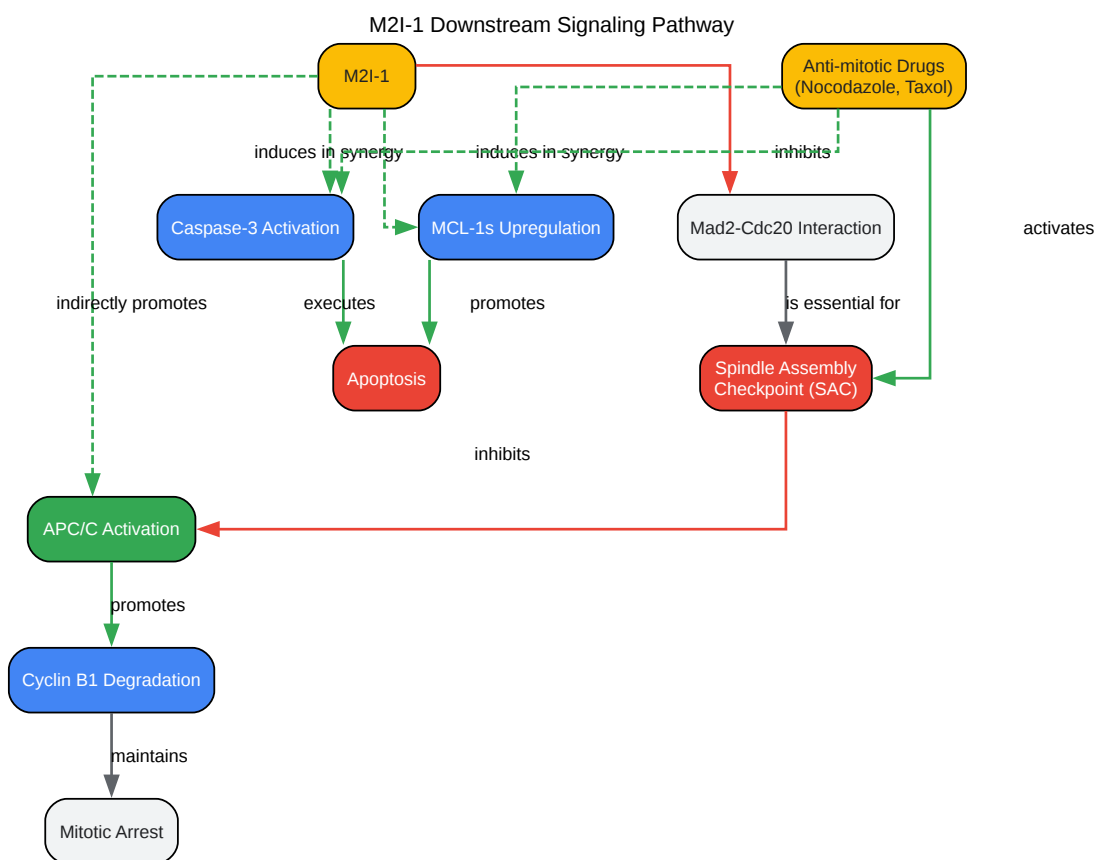 M2I-1 Downstream Signaling Pathway
M2I-1
Anti-mitotic Drugs
(Nocodazole, Taxol)
induces in synergy
induces in synergy
inhibits
Caspase-3 Activation
MCL-1s Upregulation
Mad2-Cdc20 Interaction
activates
indirectly promotes
executes
promotes
is essential for
Apoptosis
Spindle Assembly
Checkpoint (SAC)
inhibits
APC/C Activation
promotes
Cyclin B1 Degradation
maintains
Mitotic Arrest